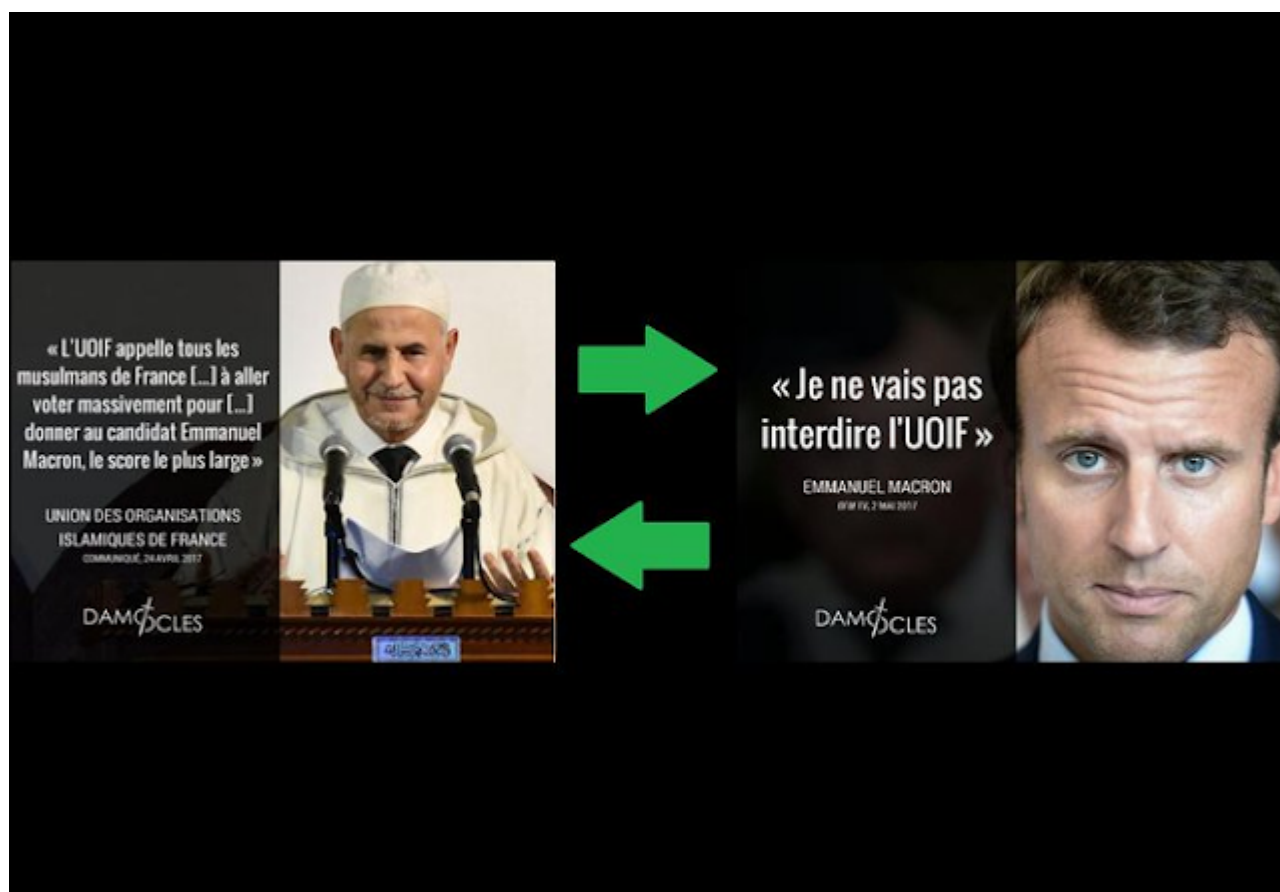 « L'UOIF appelle tous les
musulmans de France [...] à aller
voter massivement pour [...]
donner au candidat Emmanuel
Macron, le score le plus large »
UNION DES ORGANISATIONS
ISLAMIQUES DE FRANCE
COMMUNIQUÉ, 24 AVRIL 2017
DAMOCLES
« Je ne vais pas
interdire l'UOIF »
EMMANUEL MACRON
BFM TV, 2 MAI 2017
DAMOCLES